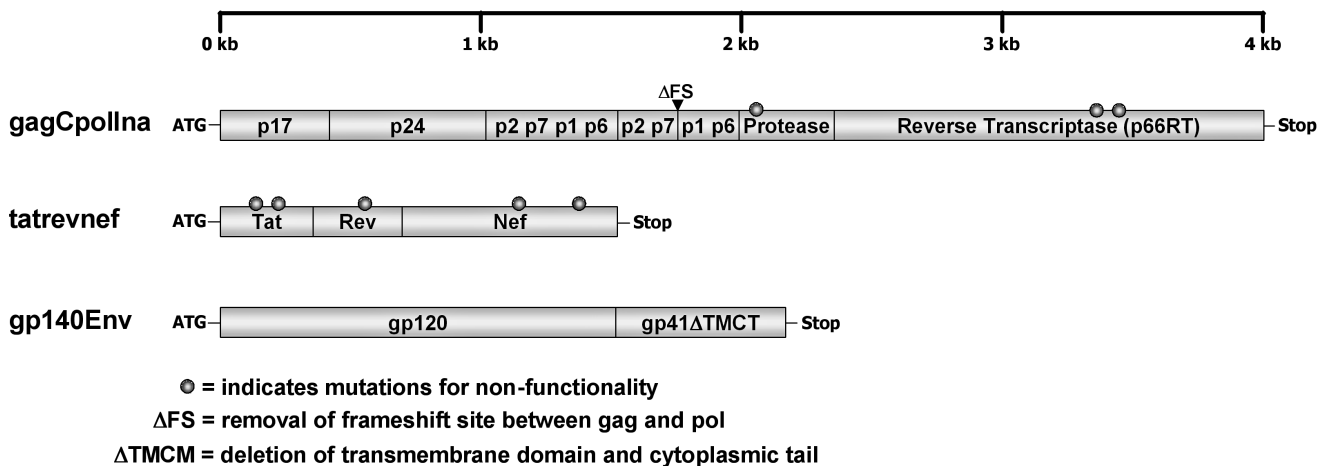 0 kb 1 kb 2 kb 3 kb 4 kb
ΔFS
gagCpolIna ATG p17 p24 p2 p7 p1 p6 p2 p7 p1 p6 Protease Reverse Transcriptase (p66RT) Stop
tatrevnef ATG Tat Rev Nef Stop
gp140Env ATG gp120 gp41ΔTMCT Stop
= indicates mutations for non-functionality
ΔFS = removal of frameshift site between gag and pol
ΔTMCM = deletion of transmembrane domain and cytoplasmic tail